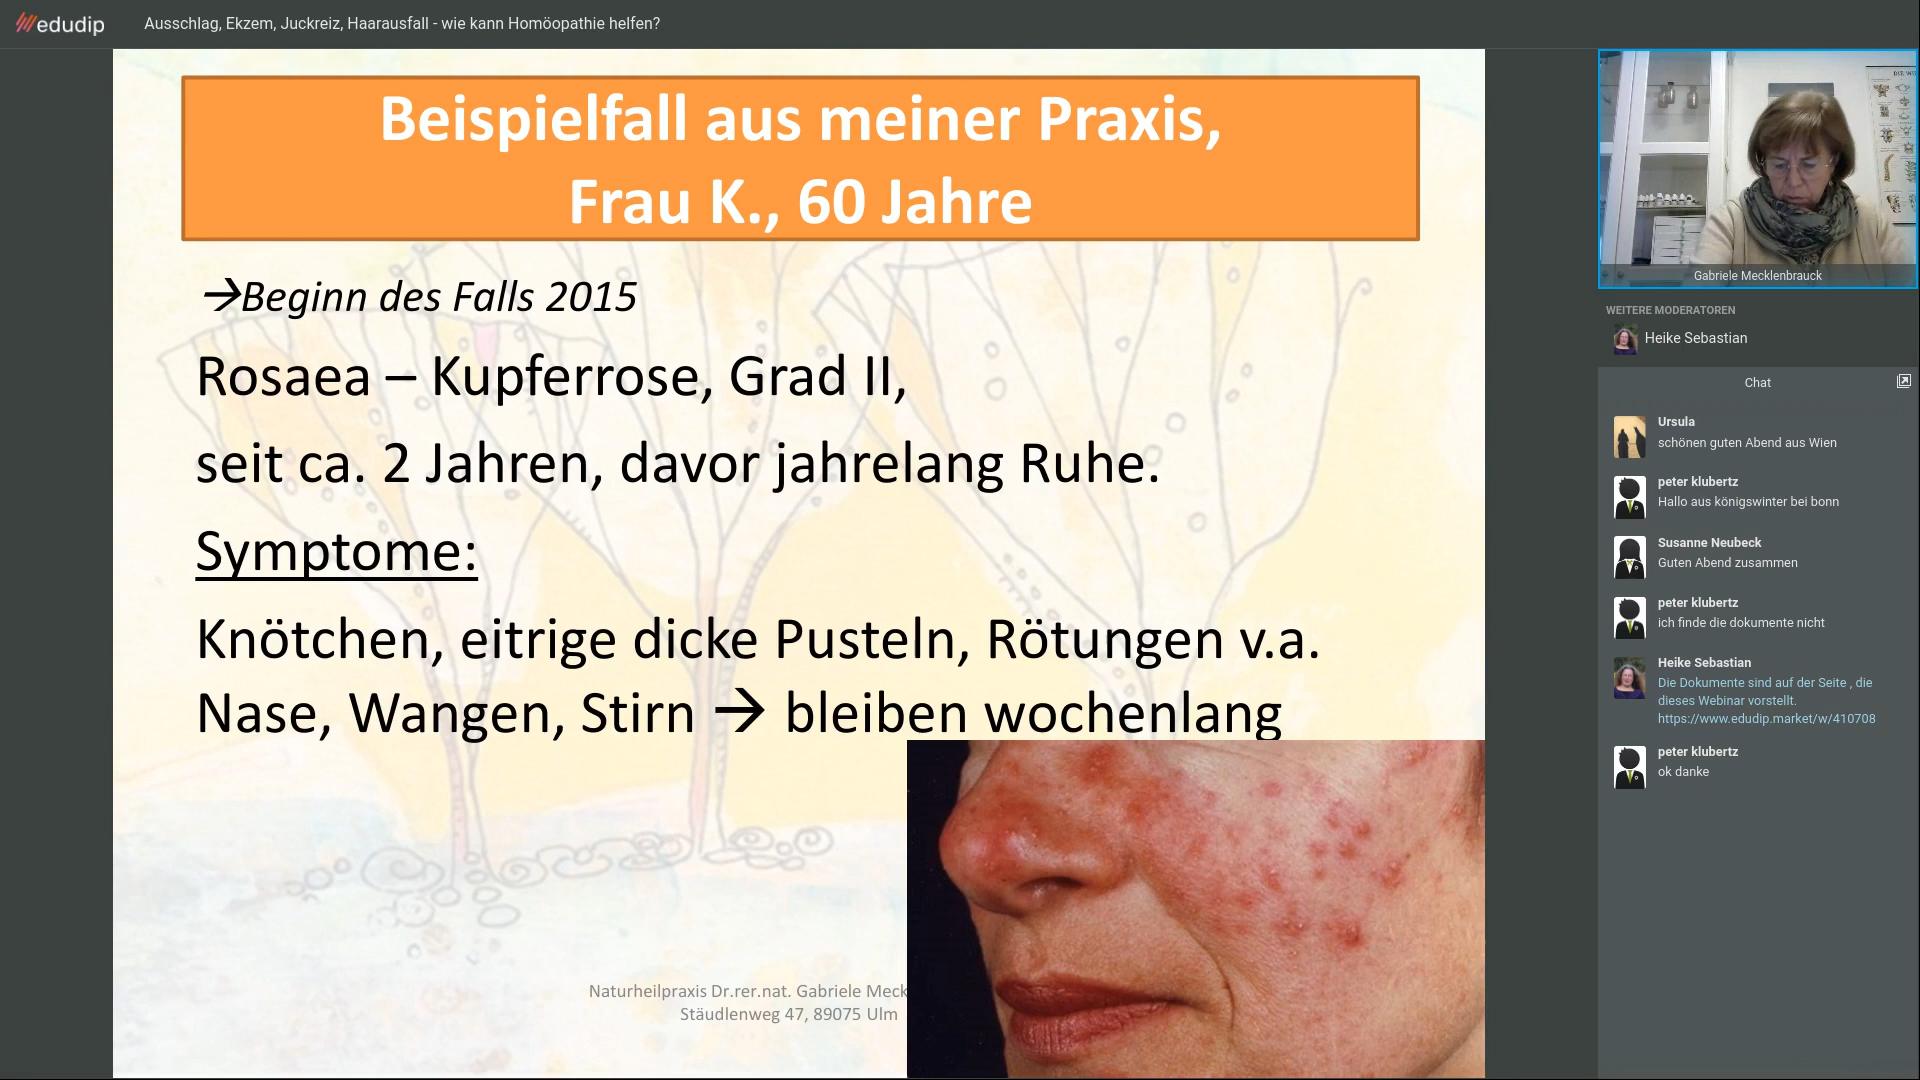 edudip
Ausschlag, Ekzem, Juckreiz, Haarausfall - wie kann Homöopathie helfen?
Beispielfall aus meiner Praxis,
Frau K., 60 Jahre
→Beginn des Falls 2015
Rosaea – Kupferrose, Grad II,
seit ca. 2 Jahren, davor jahrelang Ruhe.
Symptome:
Knötchen, eitrige dicke Pusteln, Rötungen v.a.
Nase, Wangen, Stirn → bleiben wochenlang
Naturheilpraxis Dr.rer.nat. Gabriele Meck
Stäudlenweg 47, 89075 Ulm
Gabriele Mecklenbrauck
WEITERE MODERATOREN
Heike Sebastian
Chat
Ursula
schönen guten Abend aus Wien
peter klubertz
Hallo aus königswinter bei bonn
Susanne Neubeck
Guten Abend zusammen
peter klubertz
ich finde die dokumente nicht
Heike Sebastian
Die Dokumente sind auf der Seite , die
dieses Webinar vorstellt.
https://www.edudip.market/w/410708
peter klubertz
ok danke